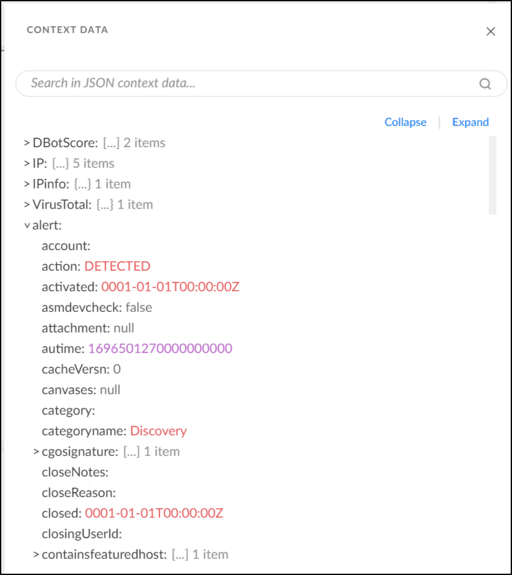 CONTEXT DATA
Search in JSON context data...
Collapse | Expand
> DBotScore: [...] 2 items
> IP: [...] 5 items
> IPinfo: {...} 1 item
> VirusTotal: {...} 1 item
v alert:
account:
action: DETECTED
activated: 0001-01-01T00:00:00Z
asmdevcheck: false
attachment: null
autime: 1696501270000000000
cacheVersn: 0
canvases: null
category:
categoryname: Discovery
> cgosignature: [...] 1 item
closeNotes:
closeReason:
closed: 0001-01-01T00:00:00Z
closingUserId:
> containsfeaturedhost: [...] 1 item